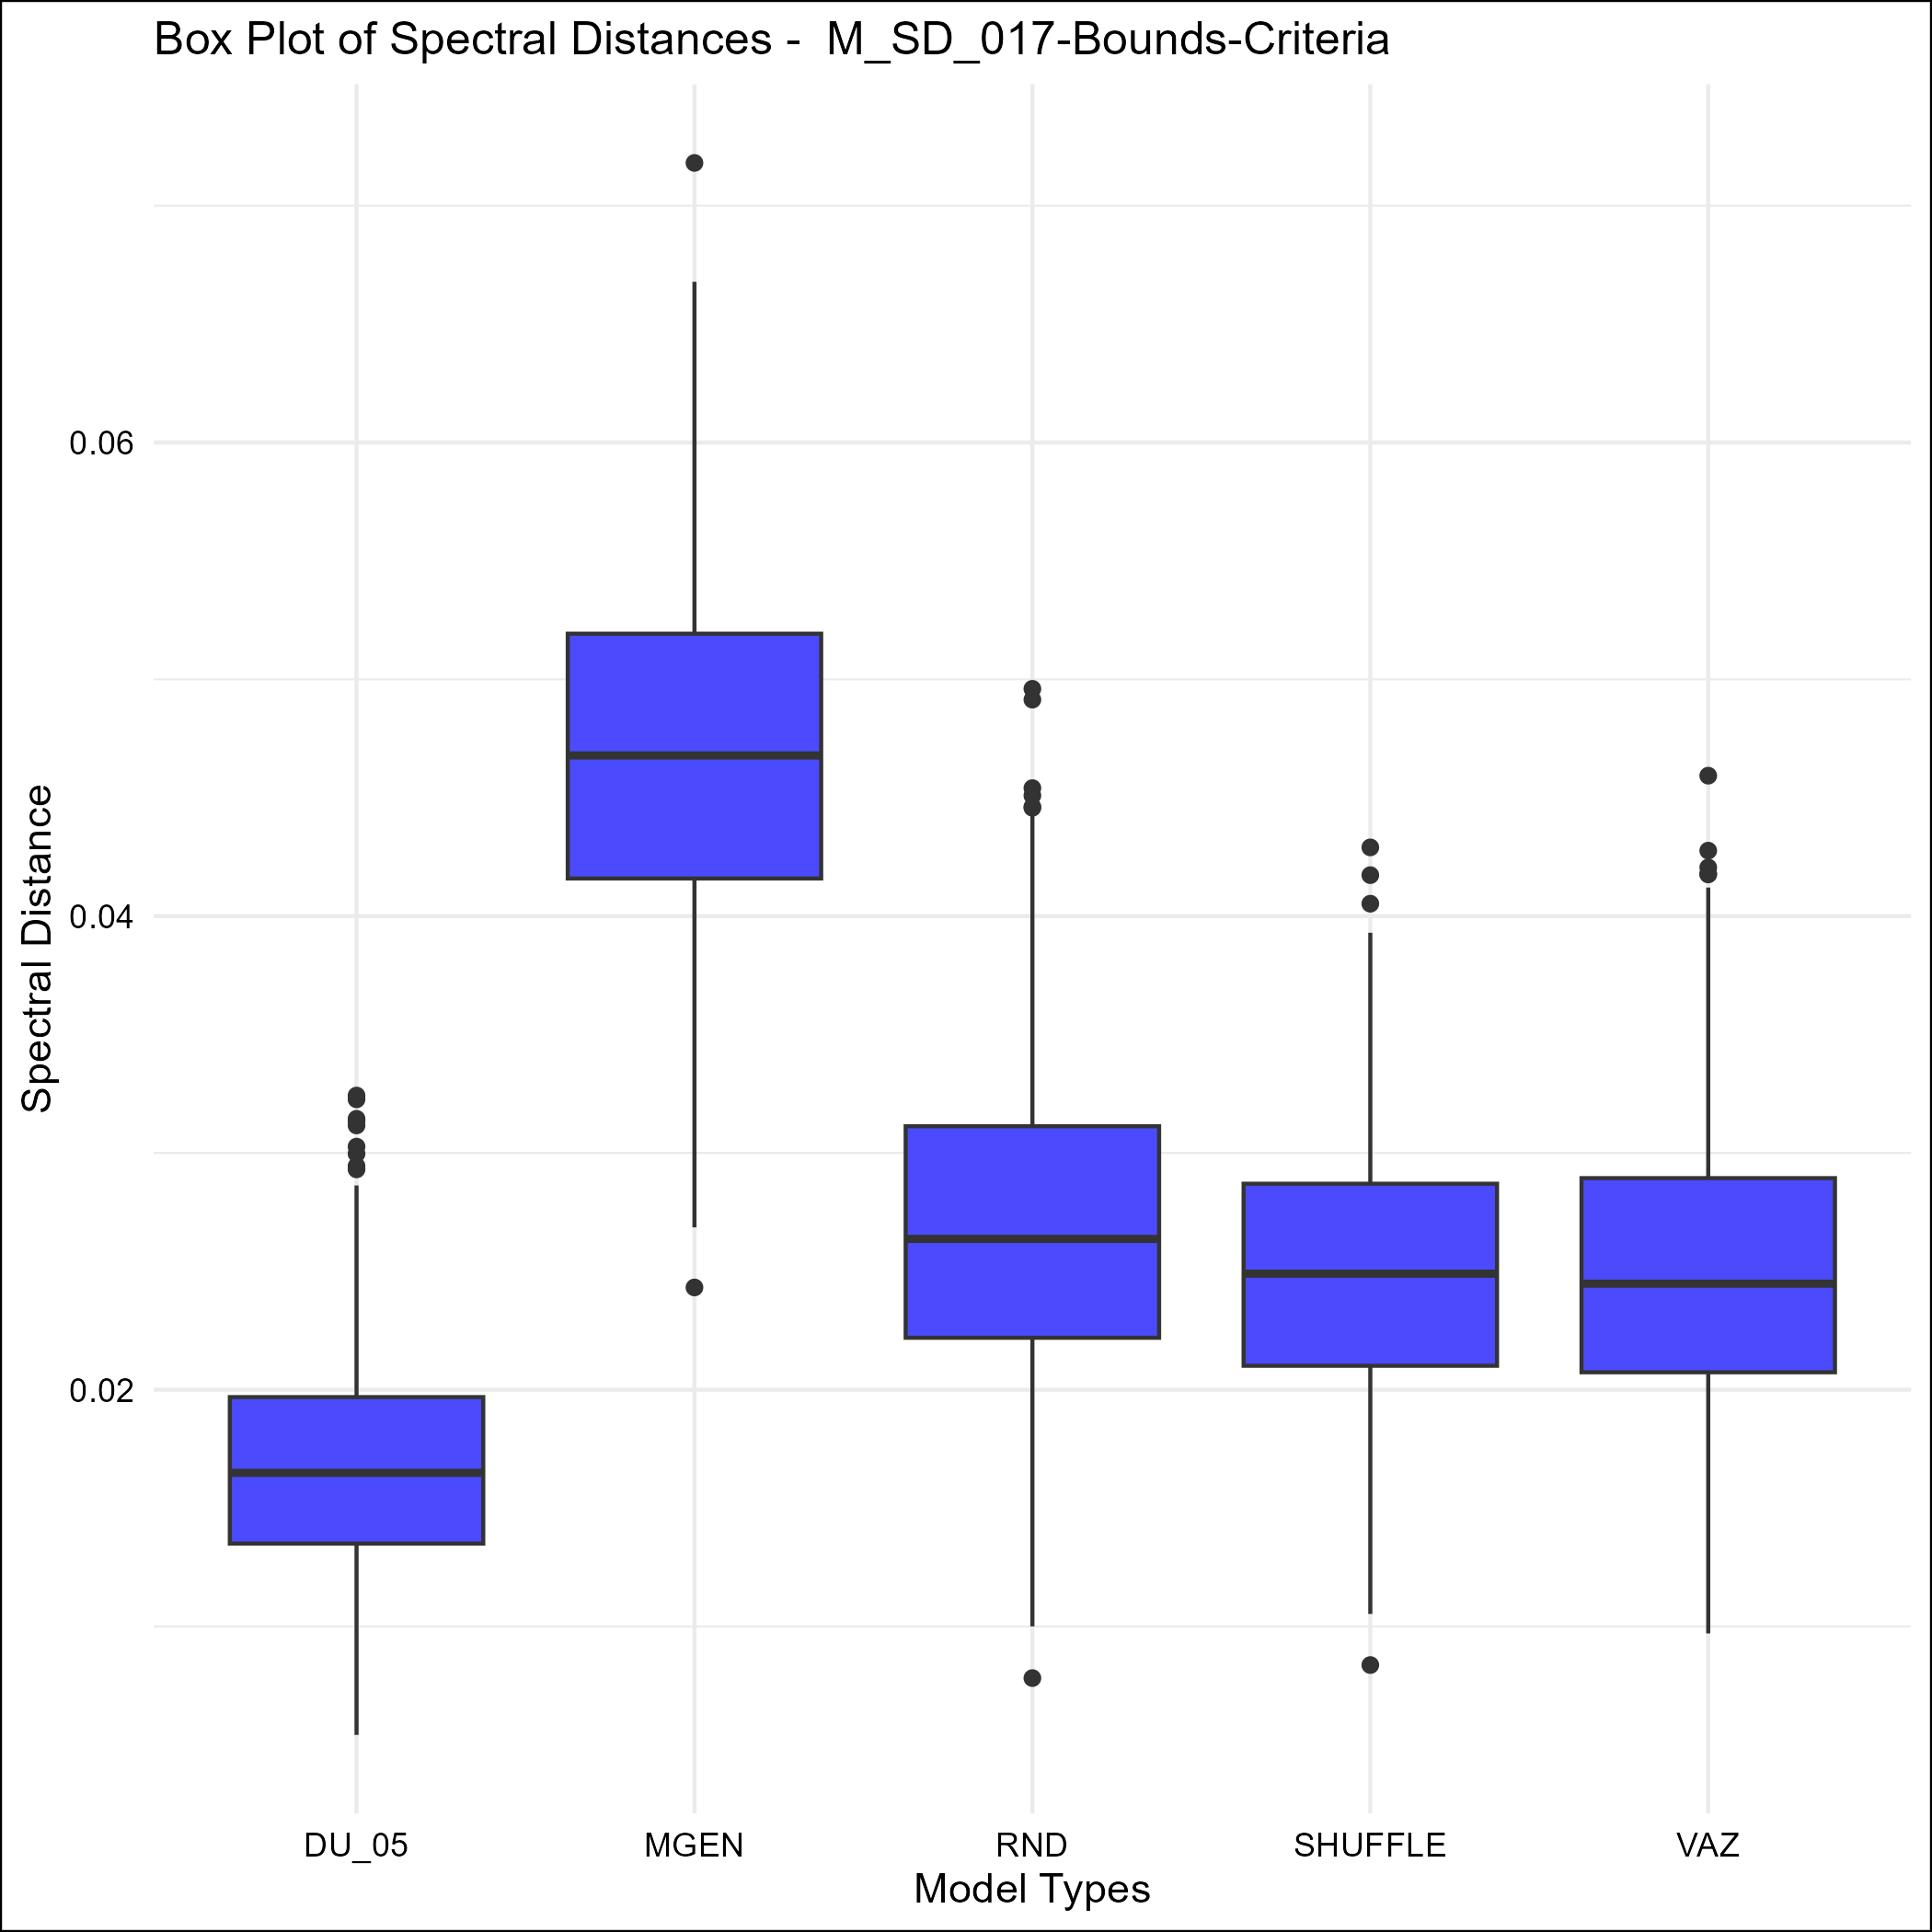 Box Plot of Spectral Distances -  M_SD_017-Bounds-Criteria
Spectral Distance
0.06
0.04
0.02
DU_05 MGEN RND SHUFFLE VAZ
Model Types